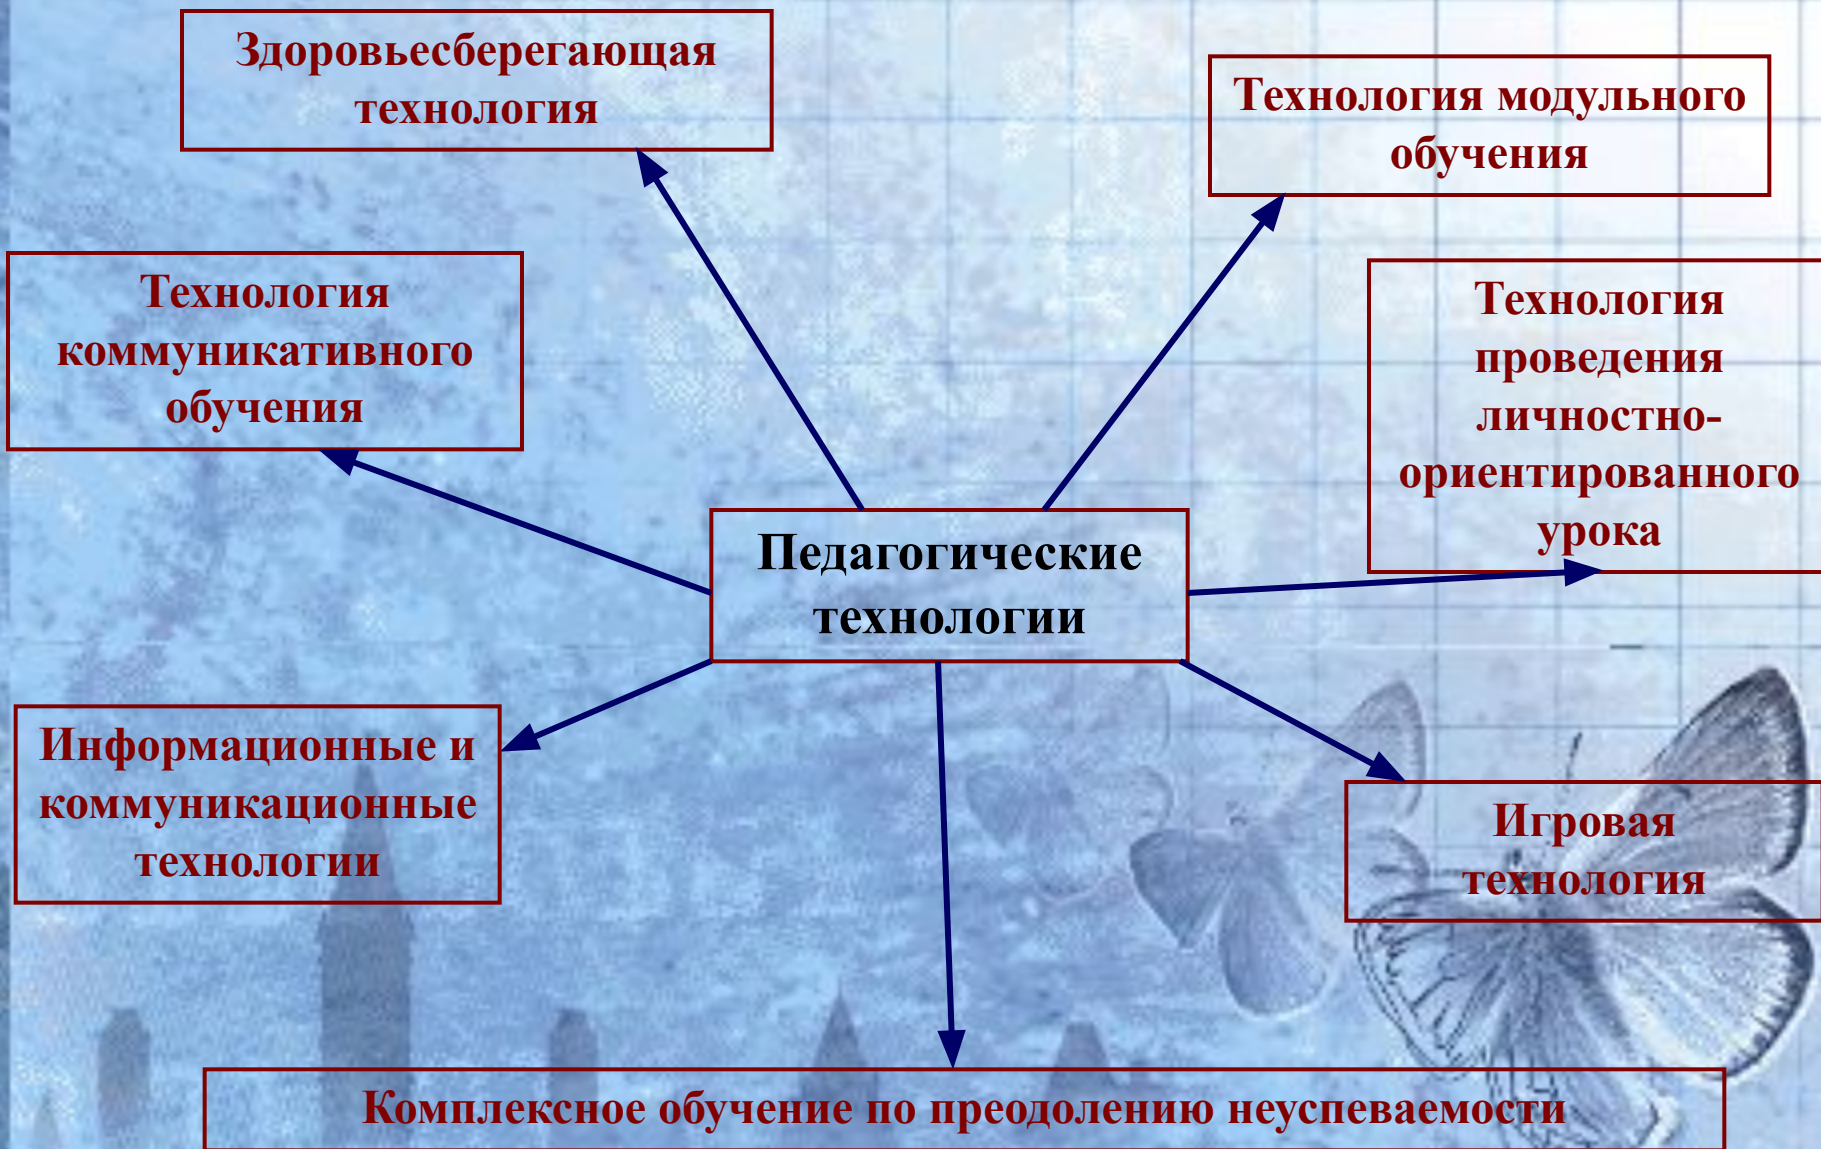 Здоровьесберегающая
технология
Технология модульного
обучения
Технология
коммуникативного
обучения
Технология
проведения
личностно-
ориентированного
урока
Педагогические
технологии
Информационные и
коммуникационные
технологии
Игровая
технология
Комплексное обучение по преодолению неуспеваемости